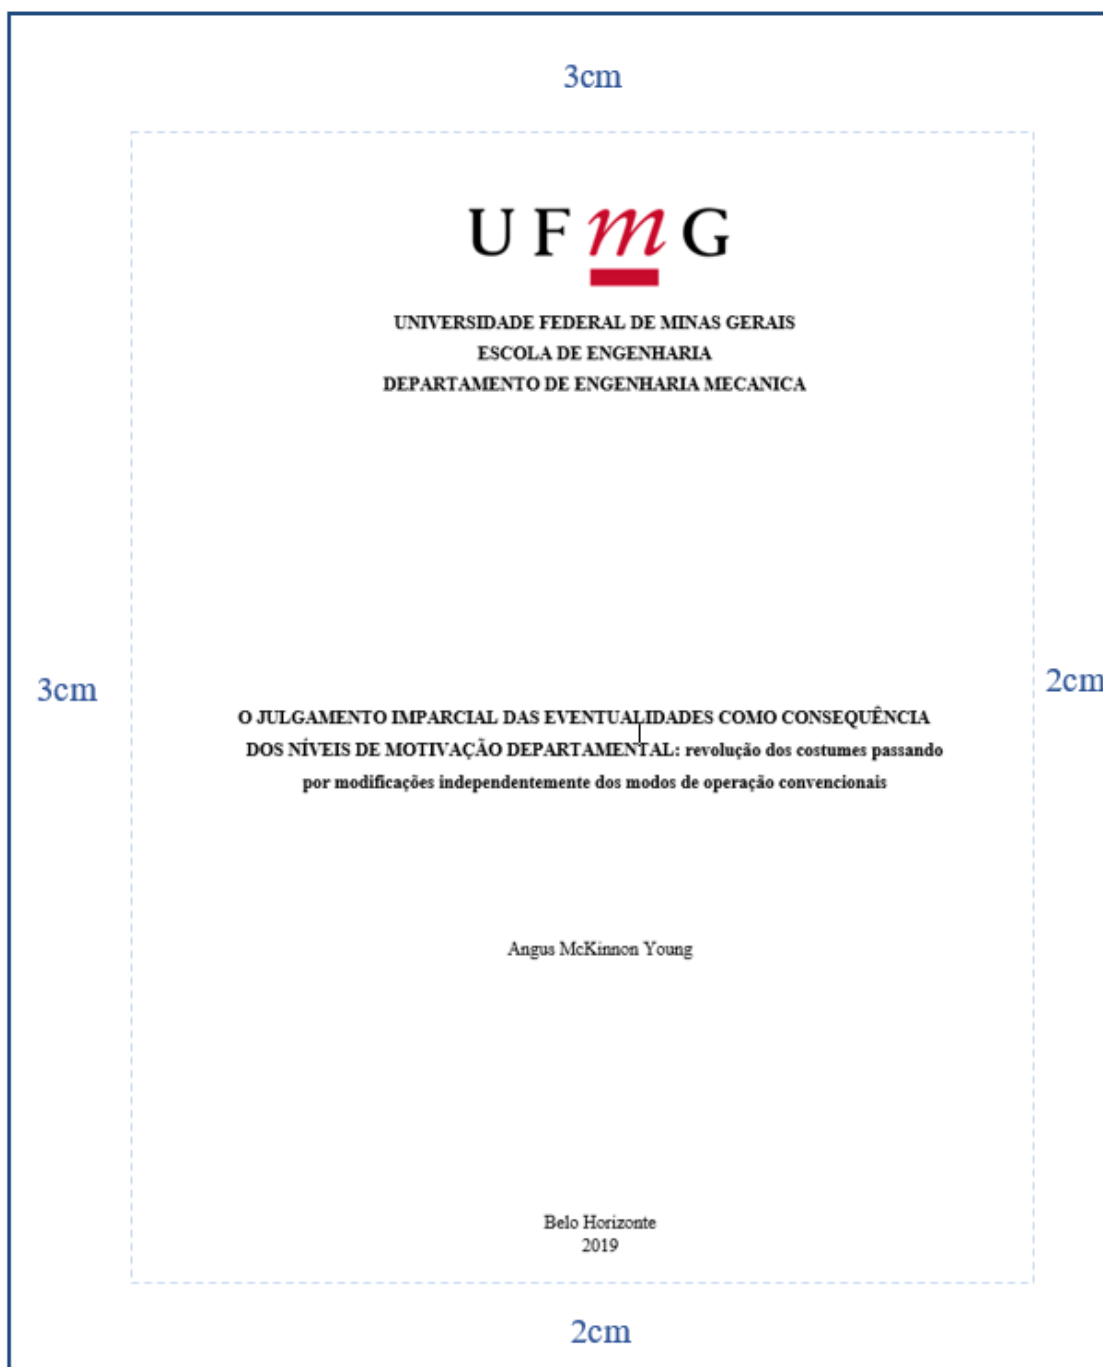 3cm
UFmG
UNIVERSIDADE FEDERAL DE MINAS GERAIS
ESCOLA DE ENGENHARIA
DEPARTAMENTO DE ENGENHARIA MECANICA
3cm
2cm
O JULGAMENTO IMPARCIAL DAS EVENTUALIDADES COMO CONSEQUÊNCIA
DOS NÍVEIS DE MOTIVAÇÃO DEPARTAMENTAL: revolução dos costumes passando
por modificações independentemente dos modos de operação convencionais
Angus McKinnon Young
Belo Horizonte
2019
2cm